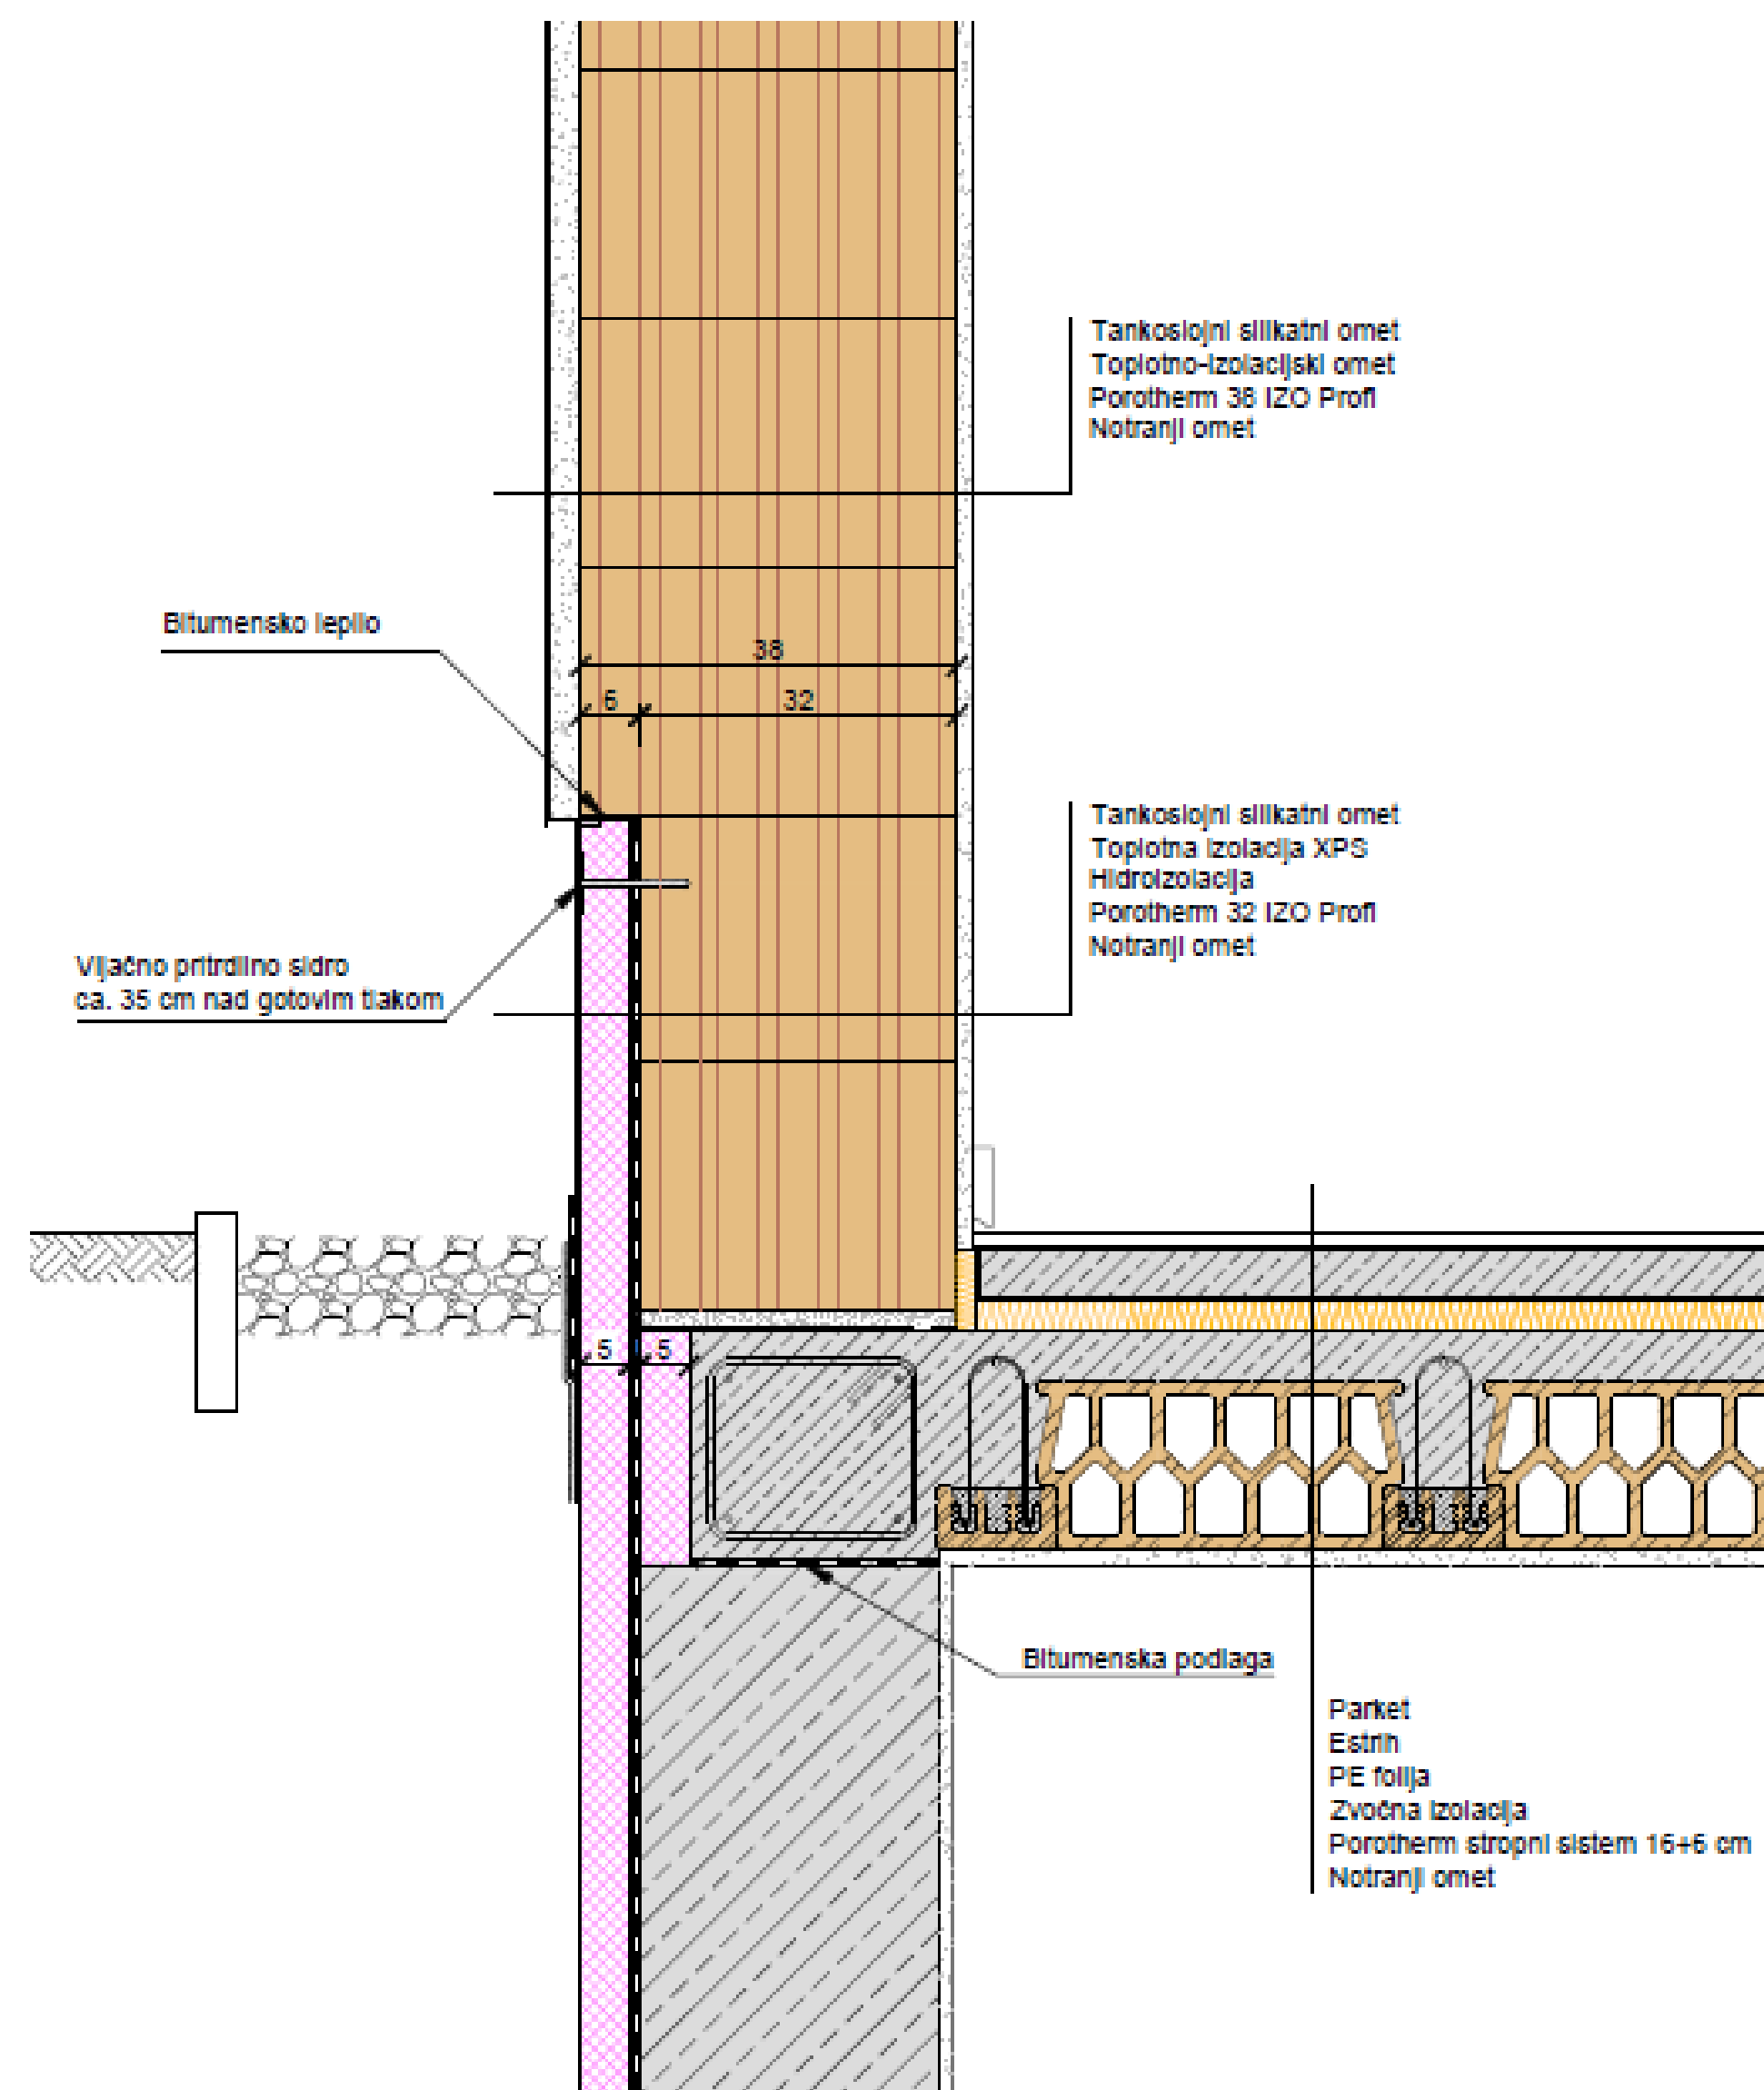 Tankoslojni silikatni omet
Toplotno-izolacijski omet
Porotherm 38 IZO Profi
Notranji omet
Bitumensko lepilo
38
6
32
Tankoslojni silikatni omet
Toplotna izolacija XPS
Hidroizolacija
Porotherm 32 IZO Profi
Notranji omet
Vijačno pritrdilno sidro
ca. 35 cm nad gotovim tlakom
5
5
Bitumenska podlaga
Parket
Estrih
PE folija
Zvočna izolacija
Porotherm stropni sistem 16+6 cm
Notranji omet